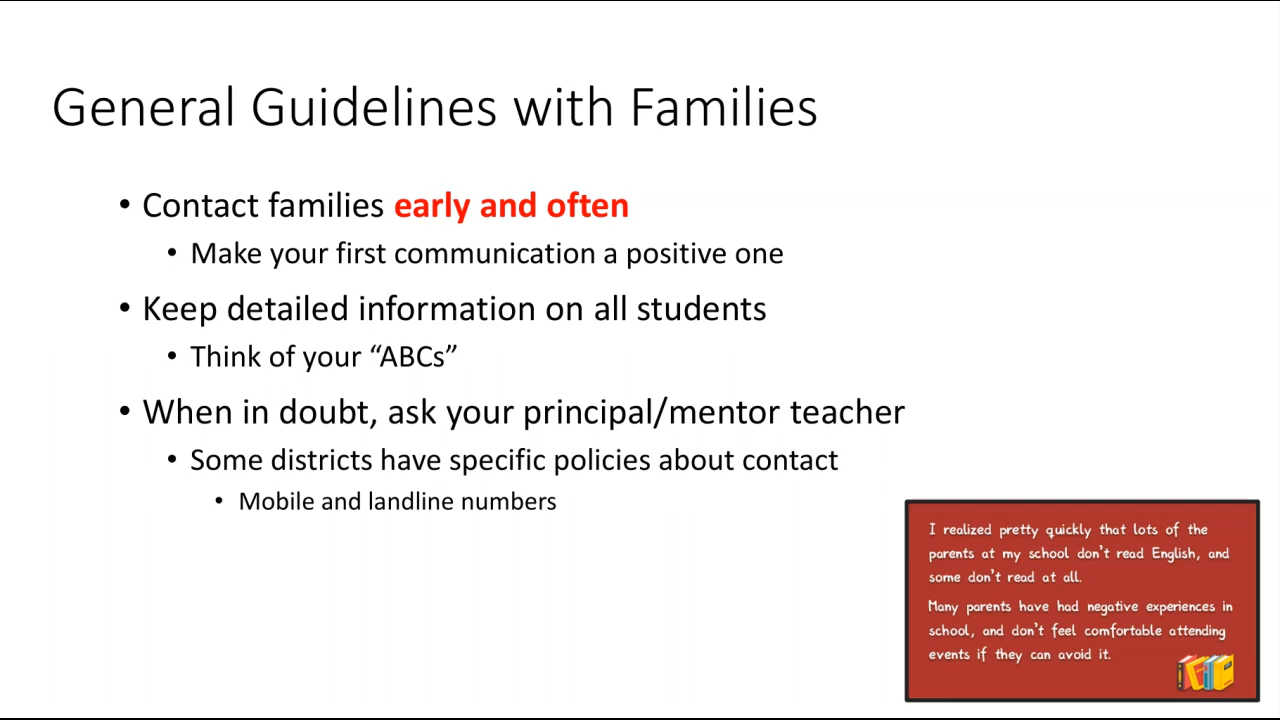 General Guidelines with Families
• Contact families early and often
• Make your first communication a positive one
• Keep detailed information on all students
• Think of your “ABCs”
• When in doubt, ask your principal/mentor teacher
• Some districts have specific policies about contact
• Mobile and landline numbers
I realized pretty quickly that lots of the
parents at my school don't read English, and
some don't read at all.
Many parents have had negative experiences in
school, and don't feel comfortable attending
events if they can avoid it.